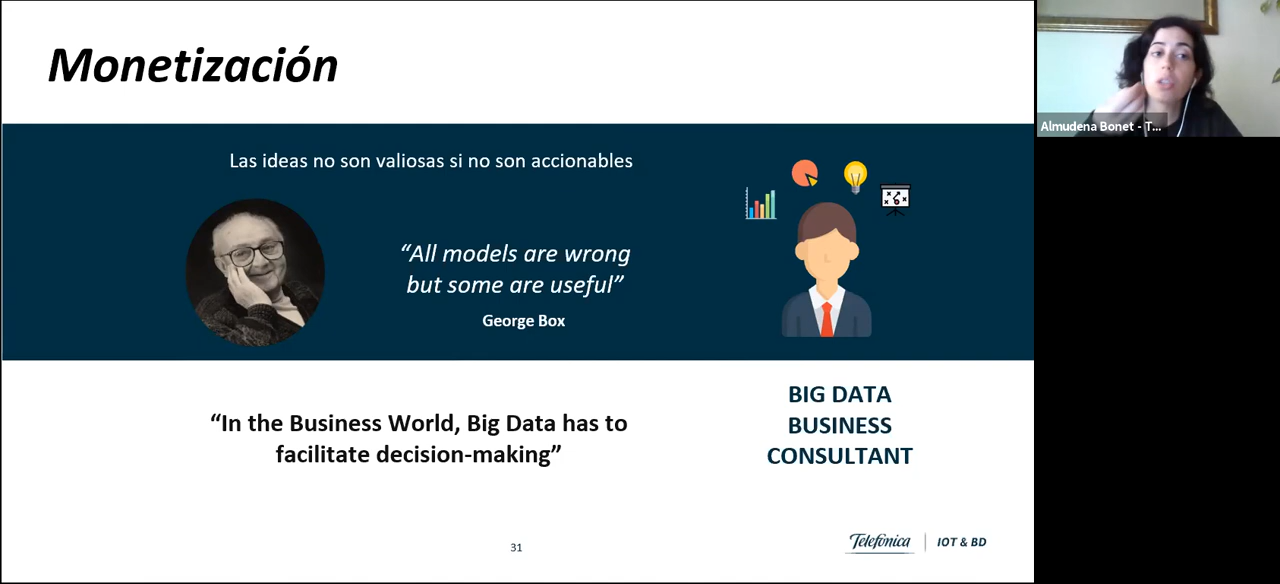 Monetización
Las ideas no son valiosas si no son accionables
“All models are wrong
but some are useful”
George Box
“In the Business World, Big Data has to
facilitate decision-making”
BIG DATA
BUSINESS
CONSULTANT
31
Telefónica | IOT & BD
Almudena Bonet - T...